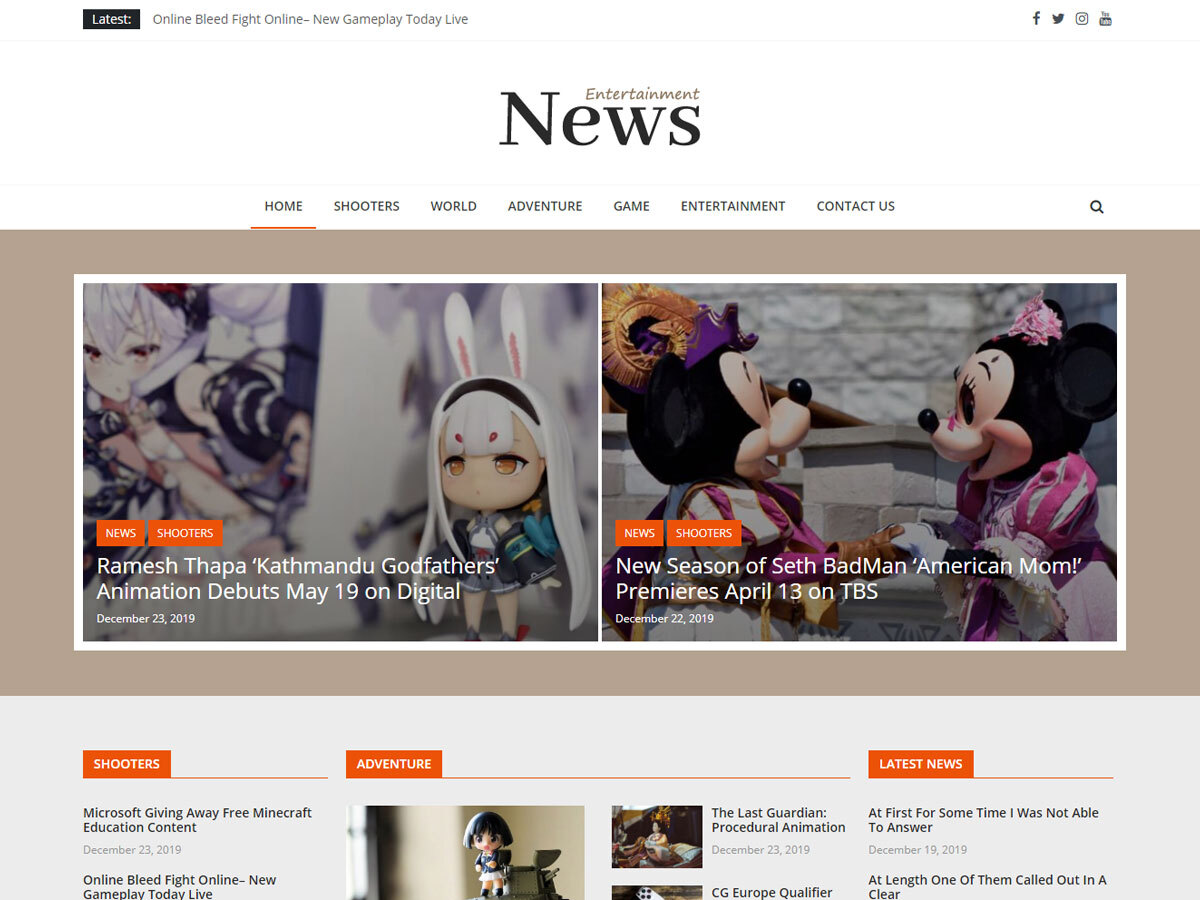 Latest: Online Bleed Fight Online– New Gameplay Today Live
You Tube
Entertainment
News
HOME SHOOTERS WORLD ADVENTURE GAME ENTERTAINMENT CONTACT US
NEWS SHOOTERS
Ramesh Thapa ‘Kathmandu Godfathers’
Animation Debuts May 19 on Digital
December 23, 2019
NEWS SHOOTERS
New Season of Seth BadMan ‘American Mom!’
Premieres April 13 on TBS
December 22, 2019
SHOOTERS
Microsoft Giving Away Free Minecraft
Education Content
December 23, 2019
Online Bleed Fight Online– New
Gameplay Today Live
ADVENTURE
The Last Guardian:
Procedural Animation
December 23, 2019
CG Europe Qualifier
LATEST NEWS
At First For Some Time I Was Not Able
To Answer
December 19, 2019
At Length One Of Them Called Out In A
Clear